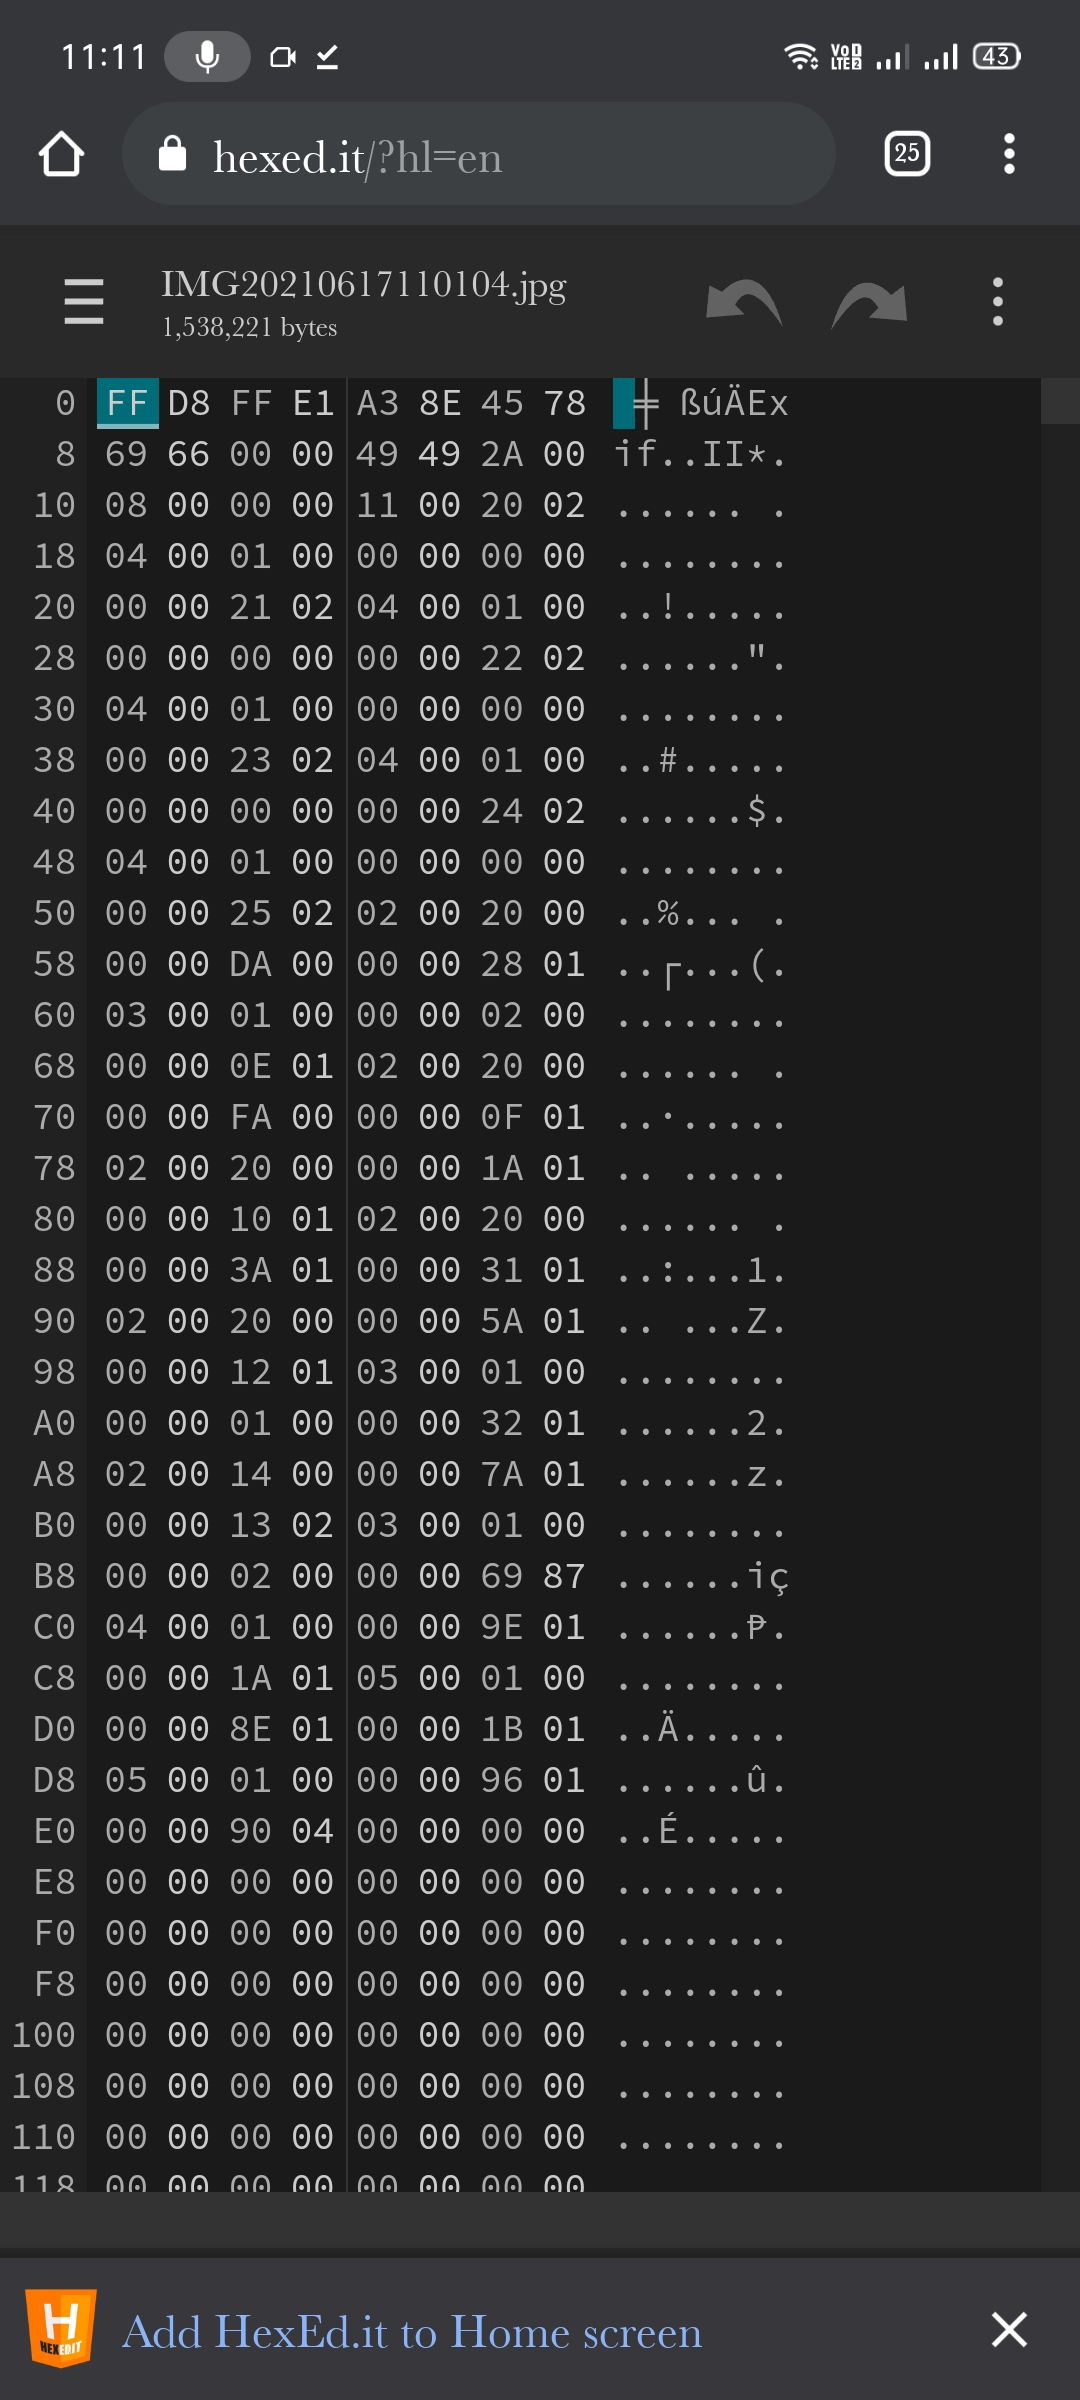 11:11 VoD LTE2 43
hexed.it/?hl=en 25
IMG20210617110104.jpg
1,538,221 bytes
0 FF D8 FF E1 A3 8E 45 78 ╪ ßúÄEx
8 69 66 00 00 49 49 2A 00 if..II*.
10 08 00 00 00 11 00 20 02 ...... .
18 04 00 01 00 00 00 00 00 ........
20 00 00 21 02 04 00 01 00 ..!.....
28 00 00 00 00 00 00 22 02 ......".
30 04 00 01 00 00 00 00 00 ........
38 00 00 23 02 04 00 01 00 ..#.....
40 00 00 00 00 00 00 24 02 ......$.
48 04 00 01 00 00 00 00 00 ........
50 00 00 25 02 02 00 20 00 ..%... .
58 00 00 DA 00 00 00 28 01 ..┌...(.
60 03 00 01 00 00 00 02 00 ........
68 00 00 0E 01 02 00 20 00 ...... .
70 00 00 FA 00 00 00 0F 01 ..·.....
78 02 00 20 00 00 00 1A 01 .. .....
80 00 00 10 01 02 00 20 00 ...... .
88 00 00 3A 01 00 00 31 01 ..:...1.
90 02 00 20 00 00 00 5A 01 .. ...Z.
98 00 00 12 01 03 00 01 00 ........
A0 00 00 01 00 00 00 32 01 ......2.
A8 02 00 14 00 00 00 7A 01 ......z.
B0 00 00 13 02 03 00 01 00 ........
B8 00 00 02 00 00 00 69 87 ......iç
C0 04 00 01 00 00 00 9E 01 ......₧.
C8 00 00 1A 01 05 00 01 00 ........
D0 00 00 8E 01 00 00 1B 01 ..Ä.....
D8 05 00 01 00 00 00 96 01 ......û.
E0 00 00 90 04 00 00 00 00 ..É.....
E8 00 00 00 00 00 00 00 00 ........
F0 00 00 00 00 00 00 00 00 ........
F8 00 00 00 00 00 00 00 00 ........
100 00 00 00 00 00 00 00 00 ........
108 00 00 00 00 00 00 00 00 ........
110 00 00 00 00 00 00 00 00 ........
118 00 00 00 00 00 00 00 00
H HEXEDIT Add HexEd.it to Home screen